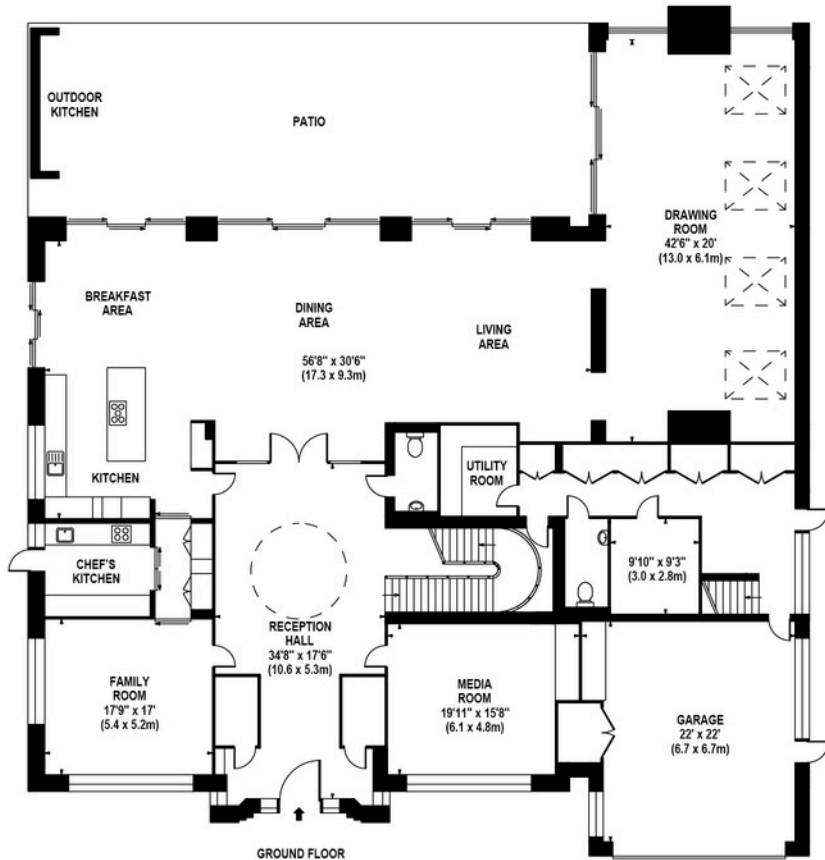 OUTDOOR
KITCHEN
PATIO
DRAWING
ROOM
42'6" x 20'
(13.0 x 6.1m)
BREAKFAST
AREA
DINING
AREA
LIVING
AREA
56'8" x 30'6"
(17.3 x 9.3m)
KITCHEN
UTILITY
ROOM
CHEF'S
KITCHEN
9'10" x 9'3"
(3.0 x 2.8m)
RECEPTION
HALL
34'8" x 17'6"
(10.6 x 5.3m)
FAMILY
ROOM
17'9" x 17'
(5.4 x 5.2m)
MEDIA
ROOM
19'11" x 15'8"
(6.1 x 4.8m)
GARAGE
22' x 22'
(6.7 x 6.7m)
GROUND FLOOR